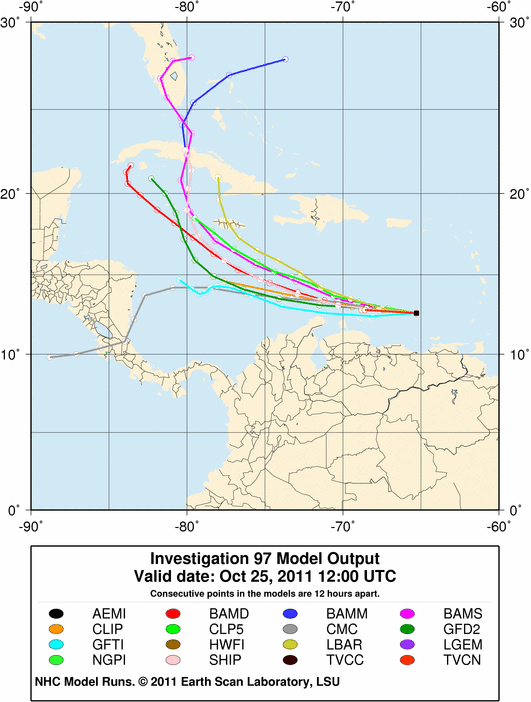 -90˚ -80˚ -70˚ -60˚
30˚ 30˚
20˚ 20˚
10˚ 10˚
0˚ 0˚
-90˚ -80˚ -70˚ -60˚
Investigation 97 Model Output
Valid date: Oct 25, 2011 12:00 UTC
Consecutive points in the models are 12 hours apart.
AEMI BAMD BAMM BAMS
CLIP CLP5 CMC GFD2
GFTI HWFI LBAR LGEM
NGPI SHIP TVCC TVCN
NHC Model Runs. © 2011 Earth Scan Laboratory, LSU